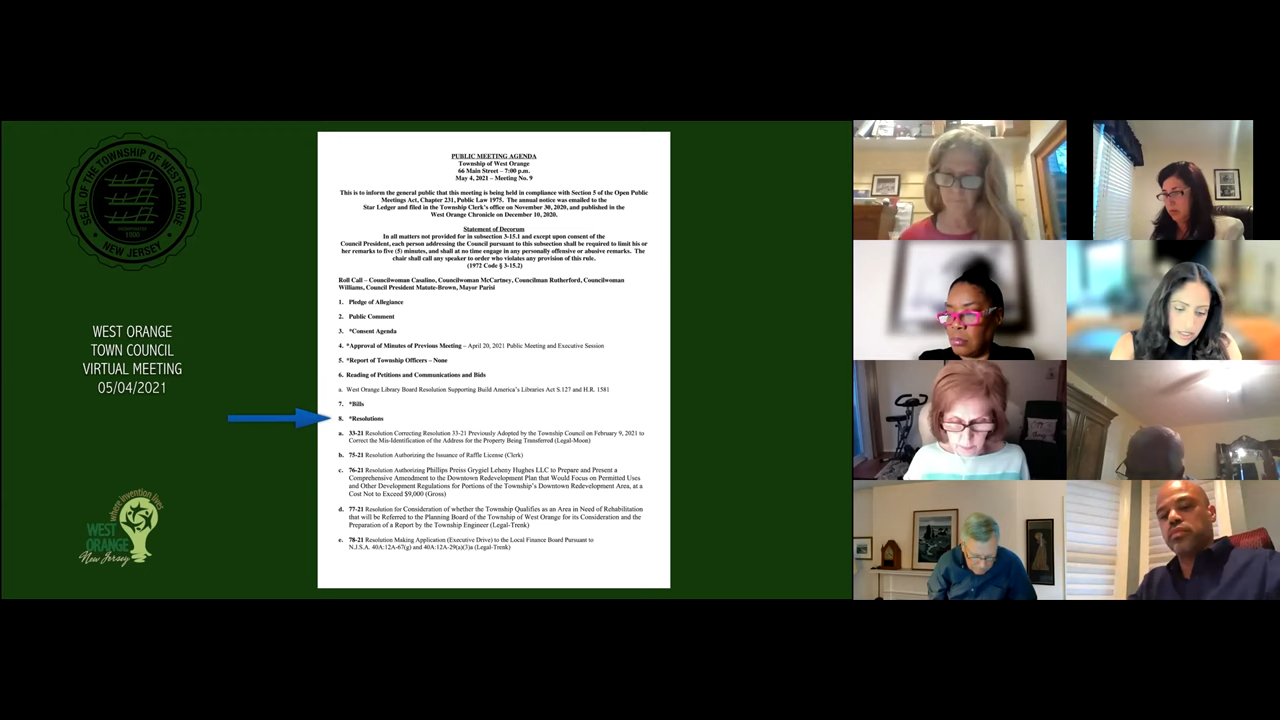 SEAL OF THE TOWNSHIP OF WEST ORANGE
INCORPORATED
1900
NEW JERSEY
WEST ORANGE
TOWN COUNCIL
VIRTUAL MEETING
05/04/2021
where invention lives
WEST
ORANGE
New Jersey
PUBLIC MEETING AGENDA
Township of West Orange
66 Main Street – 7:00 p.m.
May 4, 2021 – Meeting No. 9
This is to inform the general public that this meeting is being held in compliance with Section 5 of the Open Public
Meetings Act, Chapter 231, Public Law 1975. The annual notice was emailed to the
Star Ledger and filed in the Township Clerk's office on November 30, 2020, and published in the
West Orange Chronicle on December 10, 2020.
Statement of Decorum
In all matters not provided for in subsection 3-15.1 and except upon consent of the
Council President, each person addressing the Council pursuant to this subsection shall be required to limit his or
her remarks to five (5) minutes, and shall at no time engage in any personally offensive or abusive remarks. The
chair shall call any speaker to order who violates any provision of this rule.
(1972 Code § 3-15.2)
Roll Call – Councilwoman Casalino, Councilwoman McCartney, Councilman Rutherford, Councilwoman
Williams, Council President Matute-Brown, Mayor Parisi
1. Pledge of Allegiance
2. Public Comment
3. *Consent Agenda
4. *Approval of Minutes of Previous Meeting – April 20, 2021 Public Meeting and Executive Session
5. *Report of Township Officers – None
6. Reading of Petitions and Communications and Bids
a. West Orange Library Board Resolution Supporting Build America's Libraries Act S.127 and H.R. 1581
7. *Bills
8. *Resolutions
a. 33-21 Resolution Correcting Resolution 33-21 Previously Adopted by the Township Council on February 9, 2021 to
Correct the Mis-Identification of the Address for the Property Being Transferred (Legal-Moon)
b. 75-21 Resolution Authorizing the Issuance of Raffle License (Clerk)
c. 76-21 Resolution Authorizing Phillips Preiss Grygiel Leheny Hughes LLC to Prepare and Present a
Comprehensive Amendment to the Downtown Redevelopment Plan that Would Focus on Permitted Uses
and Other Development Regulations for Portions of the Township's Downtown Redevelopment Area, at a
Cost Not to Exceed $9,000 (Gross)
d. 77-21 Resolution for Consideration of whether the Township Qualifies as an Area in Need of Rehabilitation
that will be Referred to the Planning Board of the Township of West Orange for its Consideration and the
Preparation of a Report by the Township Engineer (Legal-Trenk)
e. 78-21 Resolution Making Application (Executive Drive) to the Local Finance Board Pursuant to
N.J.S.A. 40A:12A-67(g) and 40A:12A-29(a)(3)a (Legal-Trenk)